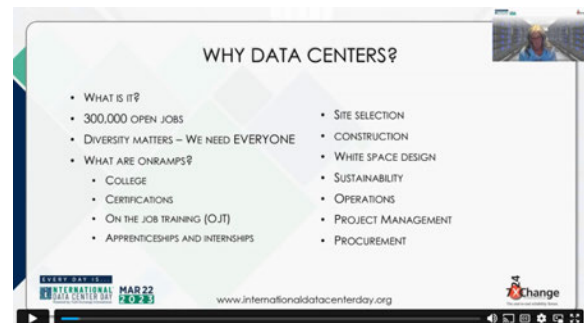 WHY DATA CENTERS?
• WHAT IS IT?
• 300,000 OPEN JOBS
• DIVERSITY MATTERS – WE NEED EVERYONE
• WHAT ARE ONRAMPS?
• COLLEGE
• CERTIFICATIONS
• ON THE JOB TRAINING (OJT)
• APPRENTICESHIPS AND INTERNSHIPS
• SITE SELECTION
• CONSTRUCTION
• WHITE SPACE DESIGN
• SUSTAINABILITY
• OPERATIONS
• PROJECT MANAGEMENT
• PROCUREMENT
EVERY DAY IS...
INTERNATIONAL
DATA CENTER DAY
MAR 22
2023
www.internationaldatacenterday.org
7x24
Change